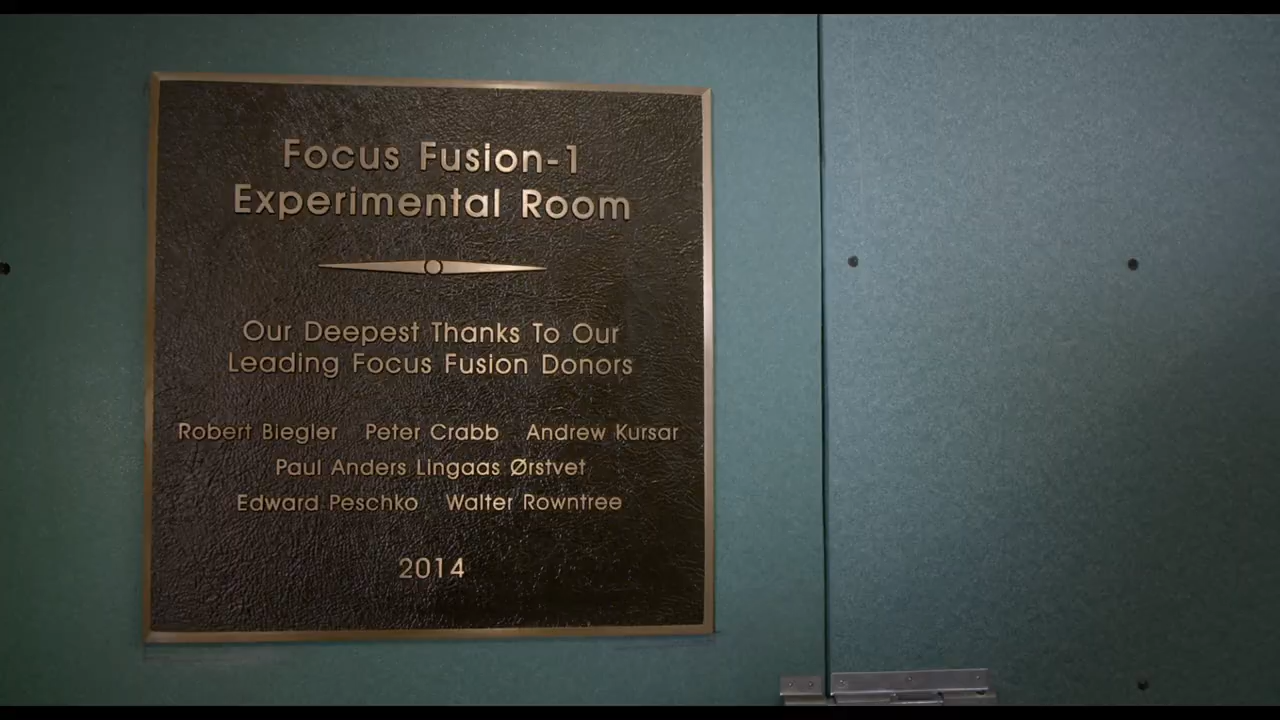 Focus Fusion-1
Experimental Room
Our Deepest Thanks To Our
Leading Focus Fusion Donors
Robert Biegler Peter Crabb Andrew Kursar
Paul Anders Lingaas Ørstvet
Edward Peschko Walter Rowntree
2014